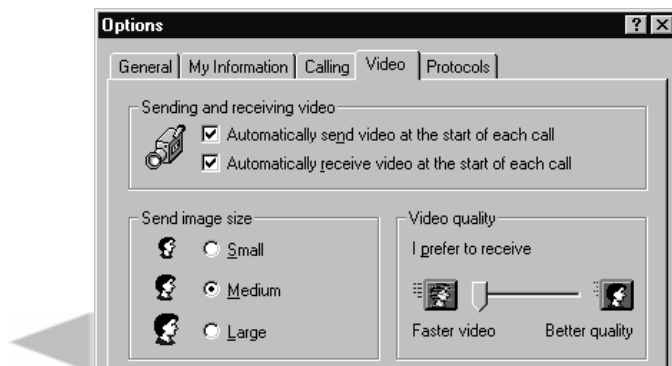 Options
General My Information Calling Video Protocols
Sending and receiving video
Automatically send video at the start of each call
Automatically receive video at the start of each call
Send image size
Small
Medium
Large
Video quality
I prefer to receive
Faster video Better quality